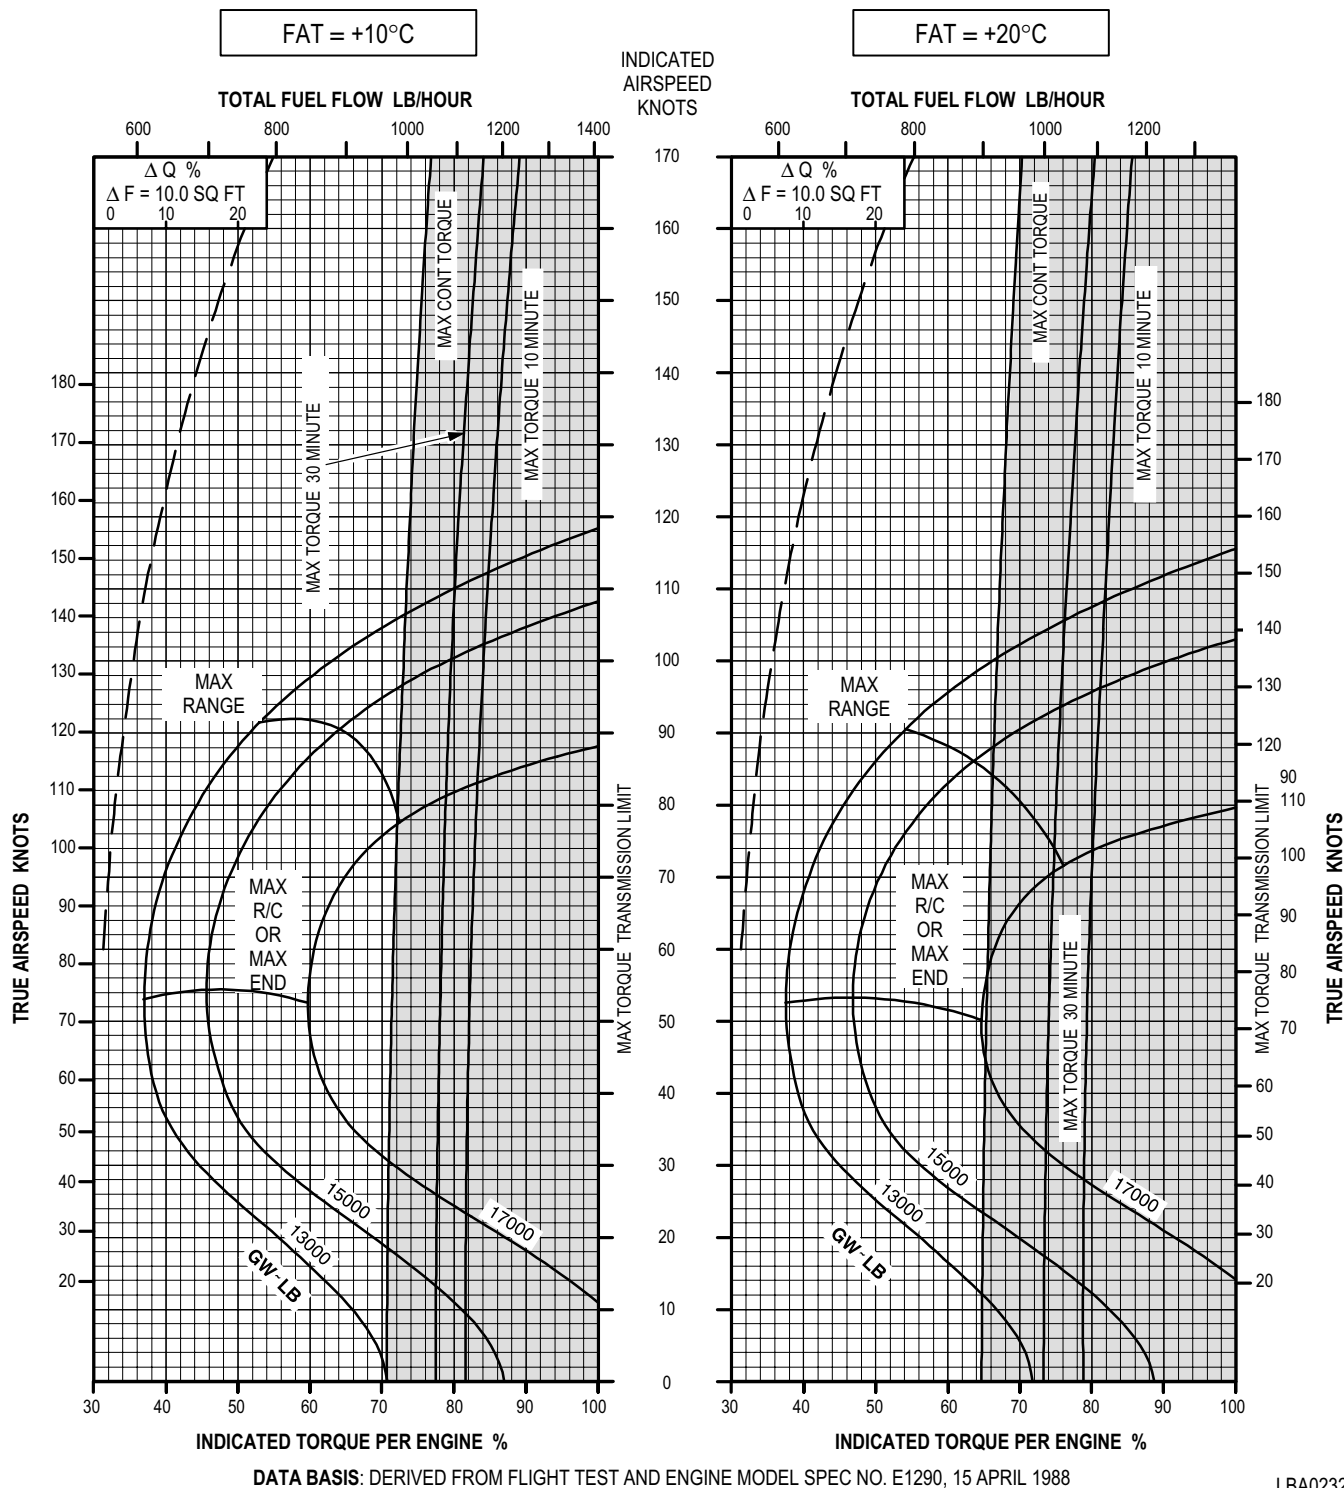 FAT = +10°C
FAT = +20°C
INDICATED
AIRSPEED
KNOTS
TOTAL FUEL FLOW LB/HOUR
TOTAL FUEL FLOW LB/HOUR
600 800 1000 1200 1400
600 800 1000 1200
Δ Q %
Δ F = 10.0 SQ FT
0 10 20
Δ Q %
Δ F = 10.0 SQ FT
0 10 20
MAX CONT TORQUE
MAX TORQUE 10 MINUTE
MAX TORQUE 30 MINUTE
MAX CONT TORQUE
MAX TORQUE 10 MINUTE
170
160
150
140
130
120
110
100
90
80
70
60
50
40
30
20
10
0
180
170
160
150
140
130
120
110
100
90
80
70
60
50
40
30
20
TRUE AIRSPEED KNOTS
MAX
RANGE
MAX
R/C
OR
MAX
END
13000
15000
17000
GW~LB
MAX TORQUE TRANSMISSION LIMIT
MAX
RANGE
MAX
R/C
OR
MAX
END
MAX TORQUE 30 MINUTE
13000
15000
17000
GW~LB
MAX TORQUE TRANSMISSION LIMIT
180
170
160
150
140
130
120
90
110
100
90
80
70
60
50
40
30
20
TRUE AIRSPEED KNOTS
30 40 50 60 70 80 90 100
30 40 50 60 70 80 90 100
INDICATED TORQUE PER ENGINE %
INDICATED TORQUE PER ENGINE %
DATA BASIS: DERIVED FROM FLIGHT TEST AND ENGINE MODEL SPEC NO. E1290, 15 APRIL 1988